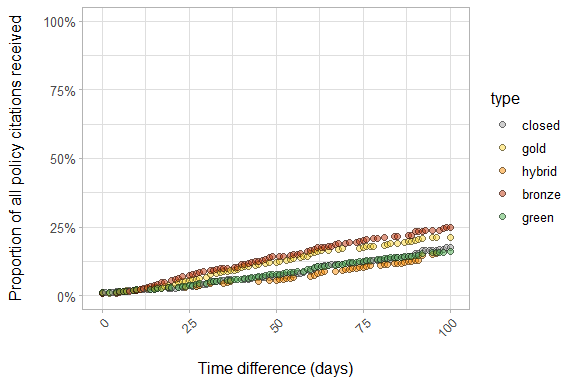 Proportion of all policy citations received
100%
75%
50%
25%
0%
0
25
50
75
100
Time difference (days)
type
closed
gold
hybrid
bronze
green